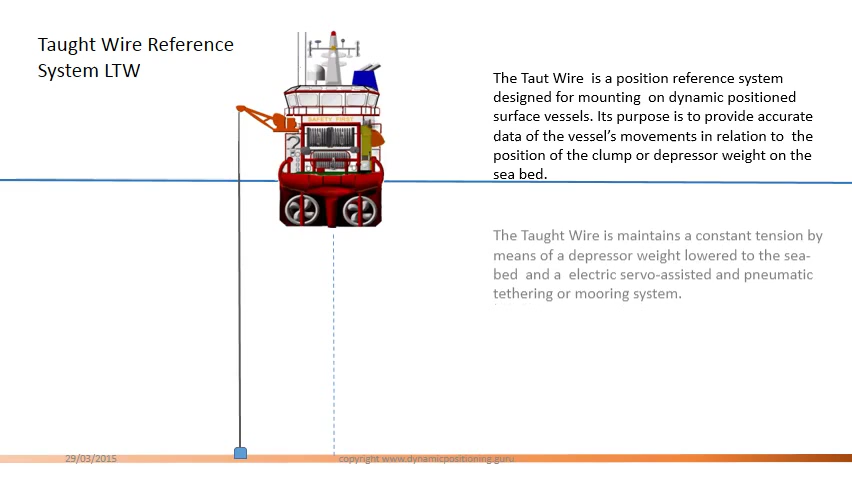 Taught Wire Reference
System LTW
SAFETY FIRST
The Taut Wire is a position reference system
designed for mounting on dynamic positioned
surface vessels. Its purpose is to provide accurate
data of the vessel's movements in relation to the
position of the clump or depressor weight on the
sea bed.
The Taught Wire is maintains a constant tension by
means of a depressor weight lowered to the sea-
bed and a electric servo-assisted and pneumatic
tethering or mooring system.
29/03/2015
copyright www.dynamicpositioning.guru